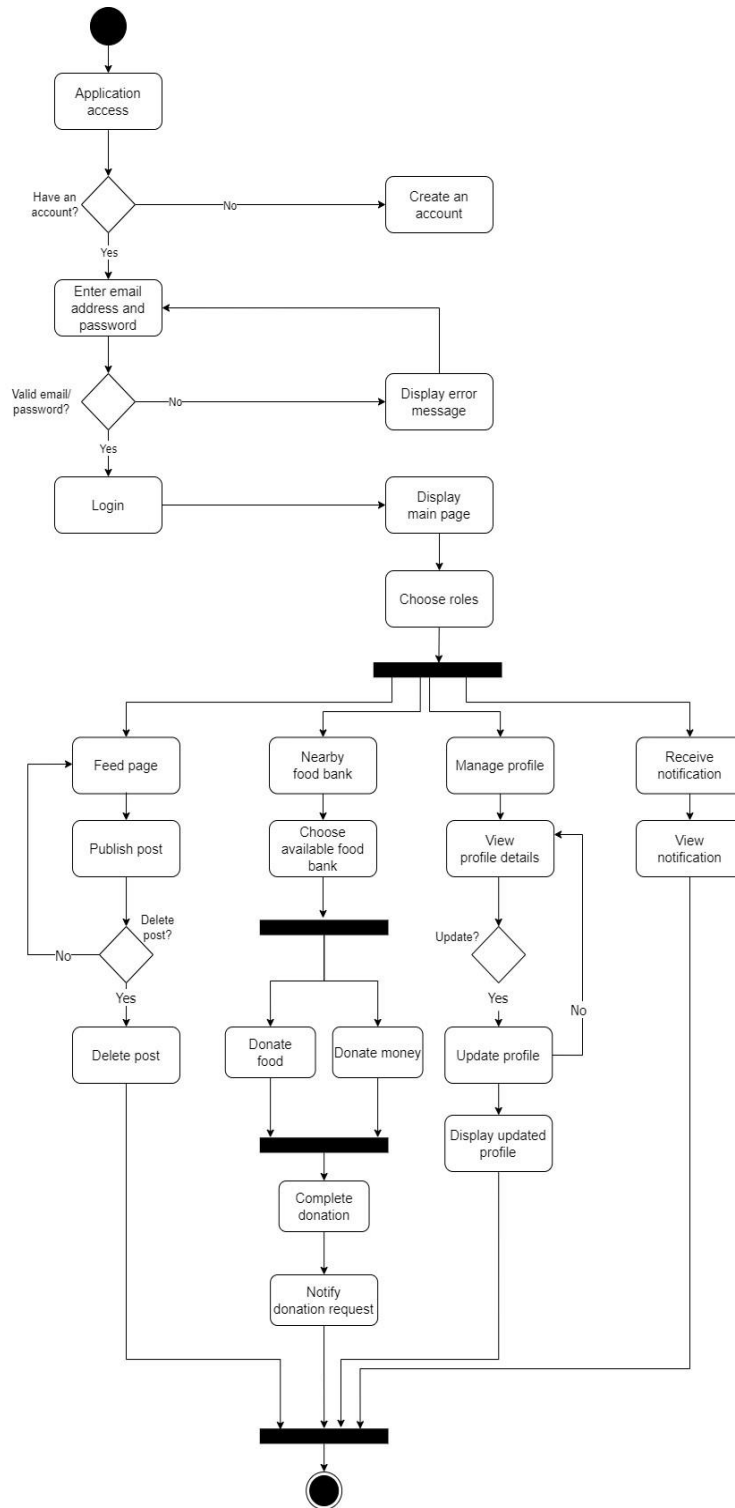 Application
access
Have an
account?
No
Create an
account
Yes
Enter email
address and
password
Valid email/
password?
No
Display error
message
Yes
Login
Display
main page
Choose roles
Feed page
Nearby
food bank
Manage profile
Receive
notification
Publish post
Choose
available food
bank
View
profile details
View
notification
Delete
post?
No
Yes
Update?
Yes
No
Delete post
Donate
food
Donate money
Update profile
Display updated
profile
Complete
donation
Notify
donation request